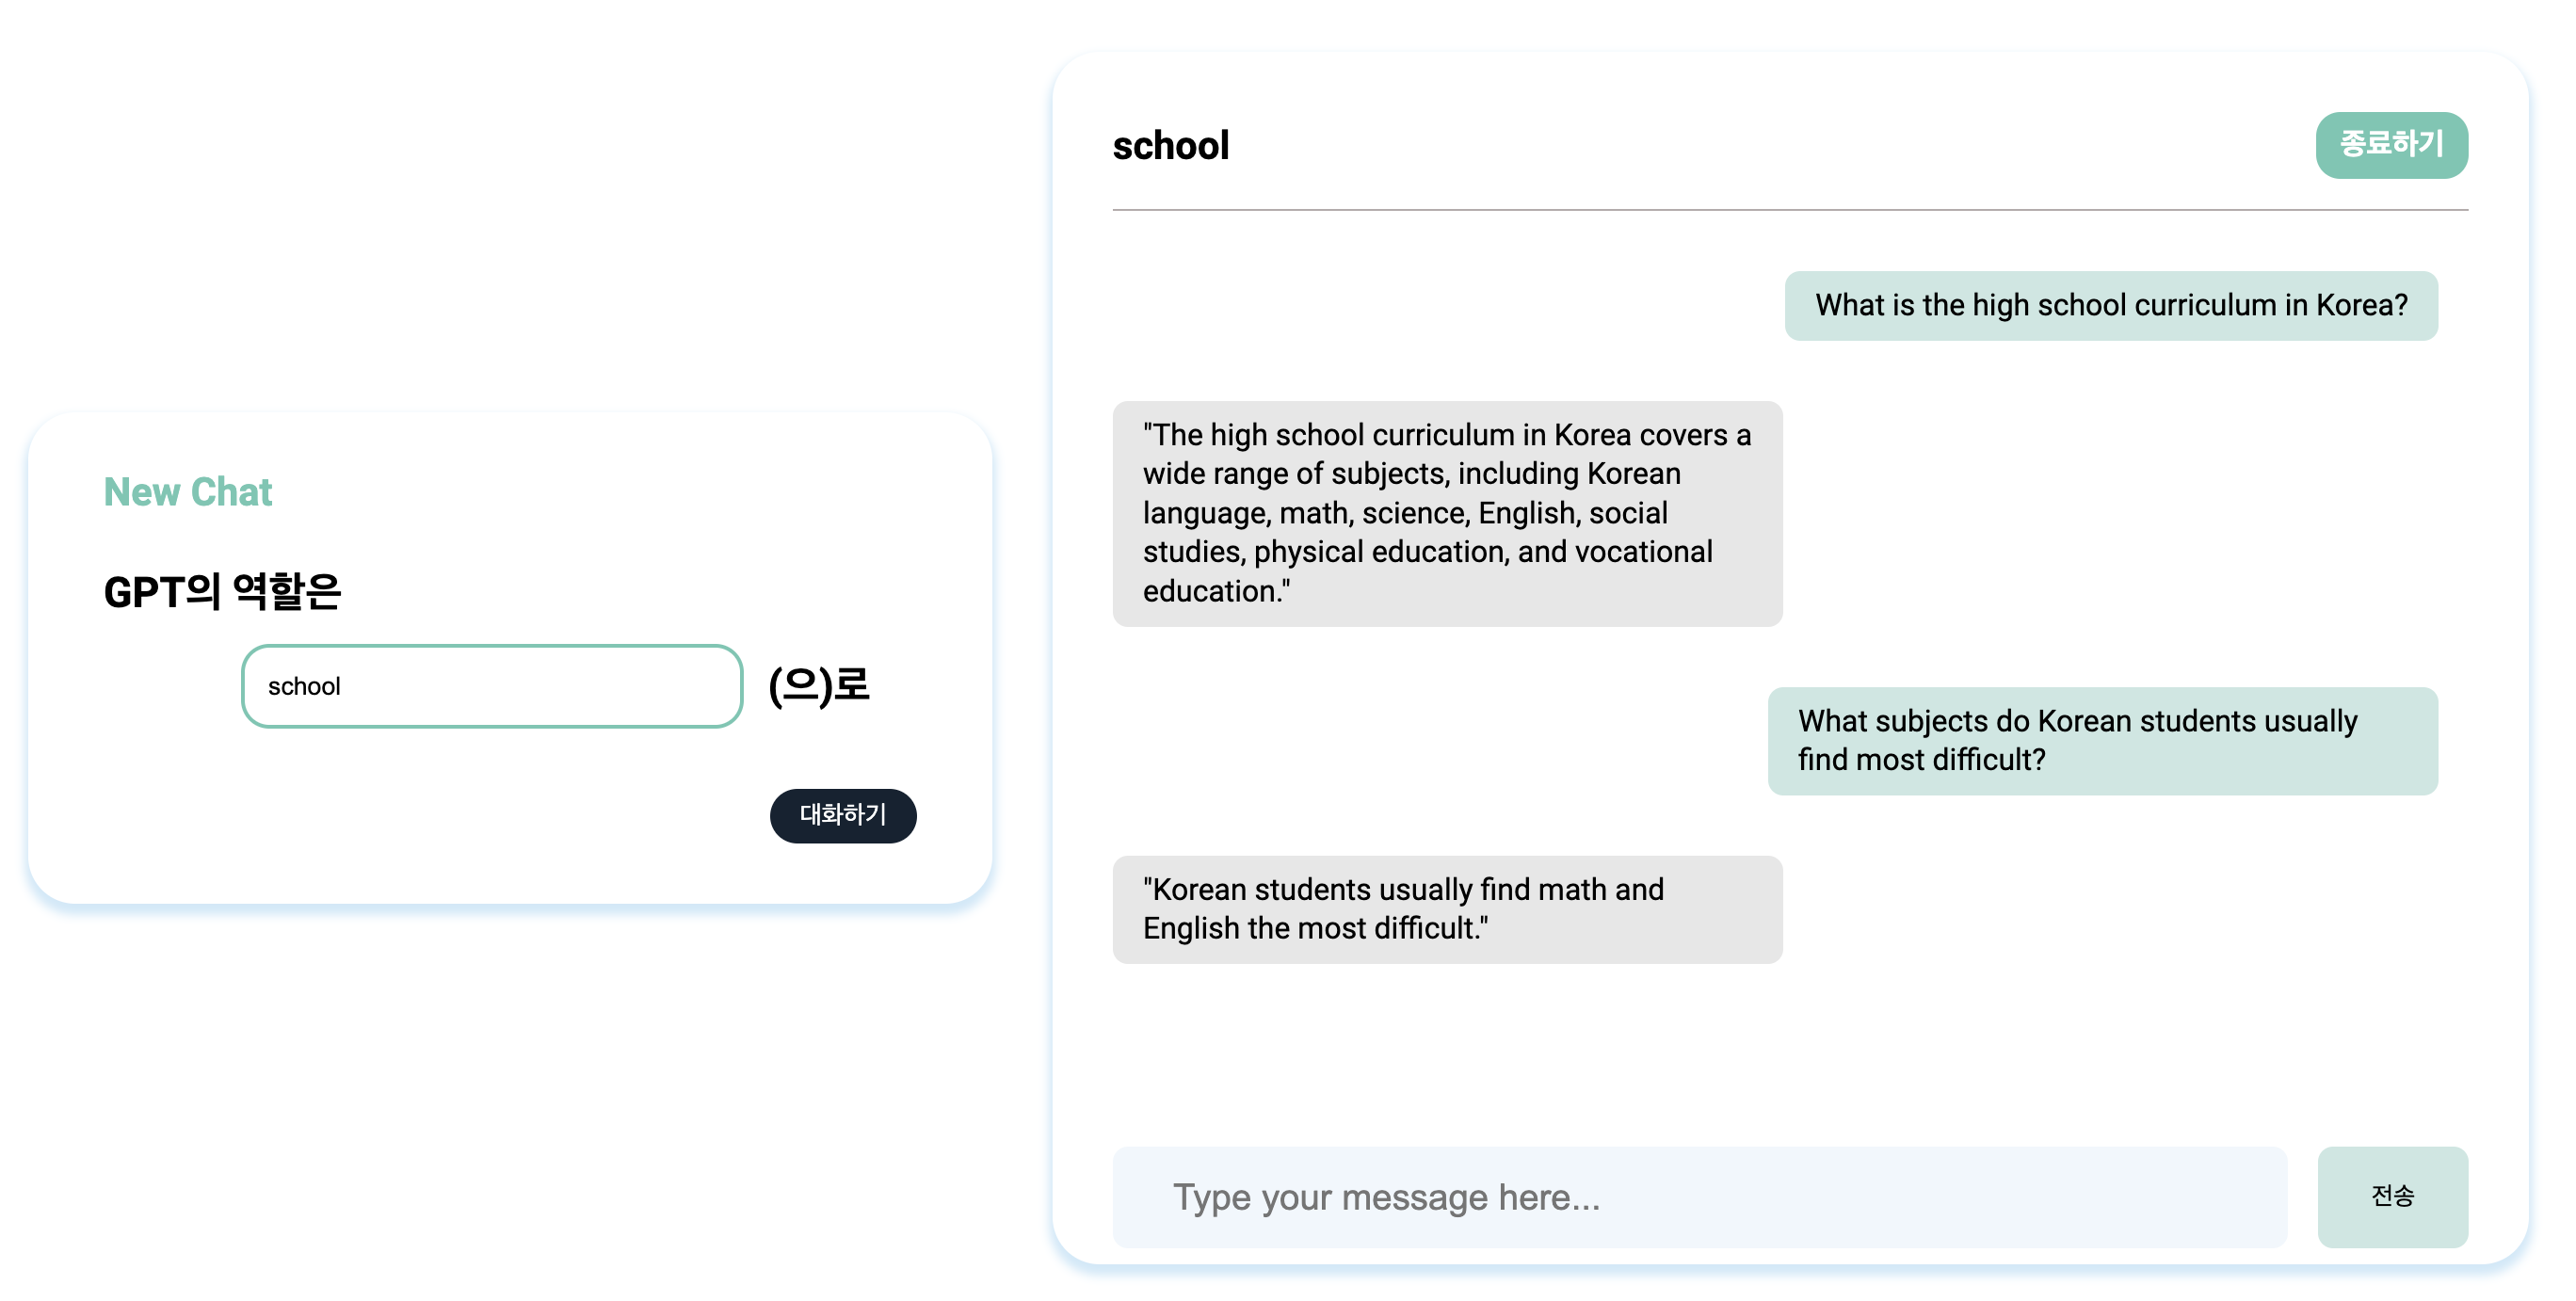 New Chat
GPT의 역할은
school
(으)로
대화하기
school
종료하기
What is the high school curriculum in Korea?
"The high school curriculum in Korea covers a
wide range of subjects, including Korean
language, math, science, English, social
studies, physical education, and vocational
education."
What subjects do Korean students usually
find most difficult?
"Korean students usually find math and
English the most difficult."
Type your message here...
전송